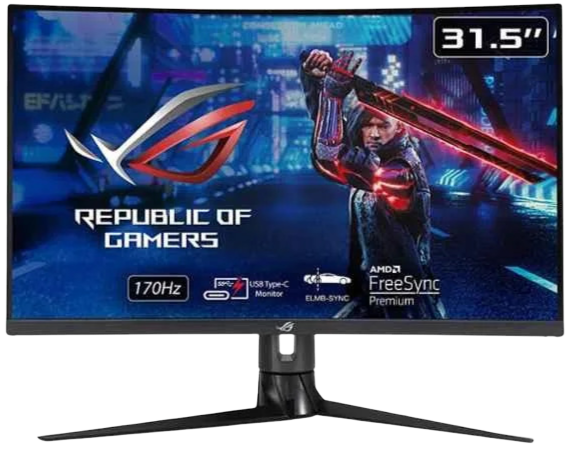 31.5’’
REPUBLIC OF
GAMERS
170Hz
USB Type-C
Monitor
ELMB-SYNC
AMD
FreeSync
Premium